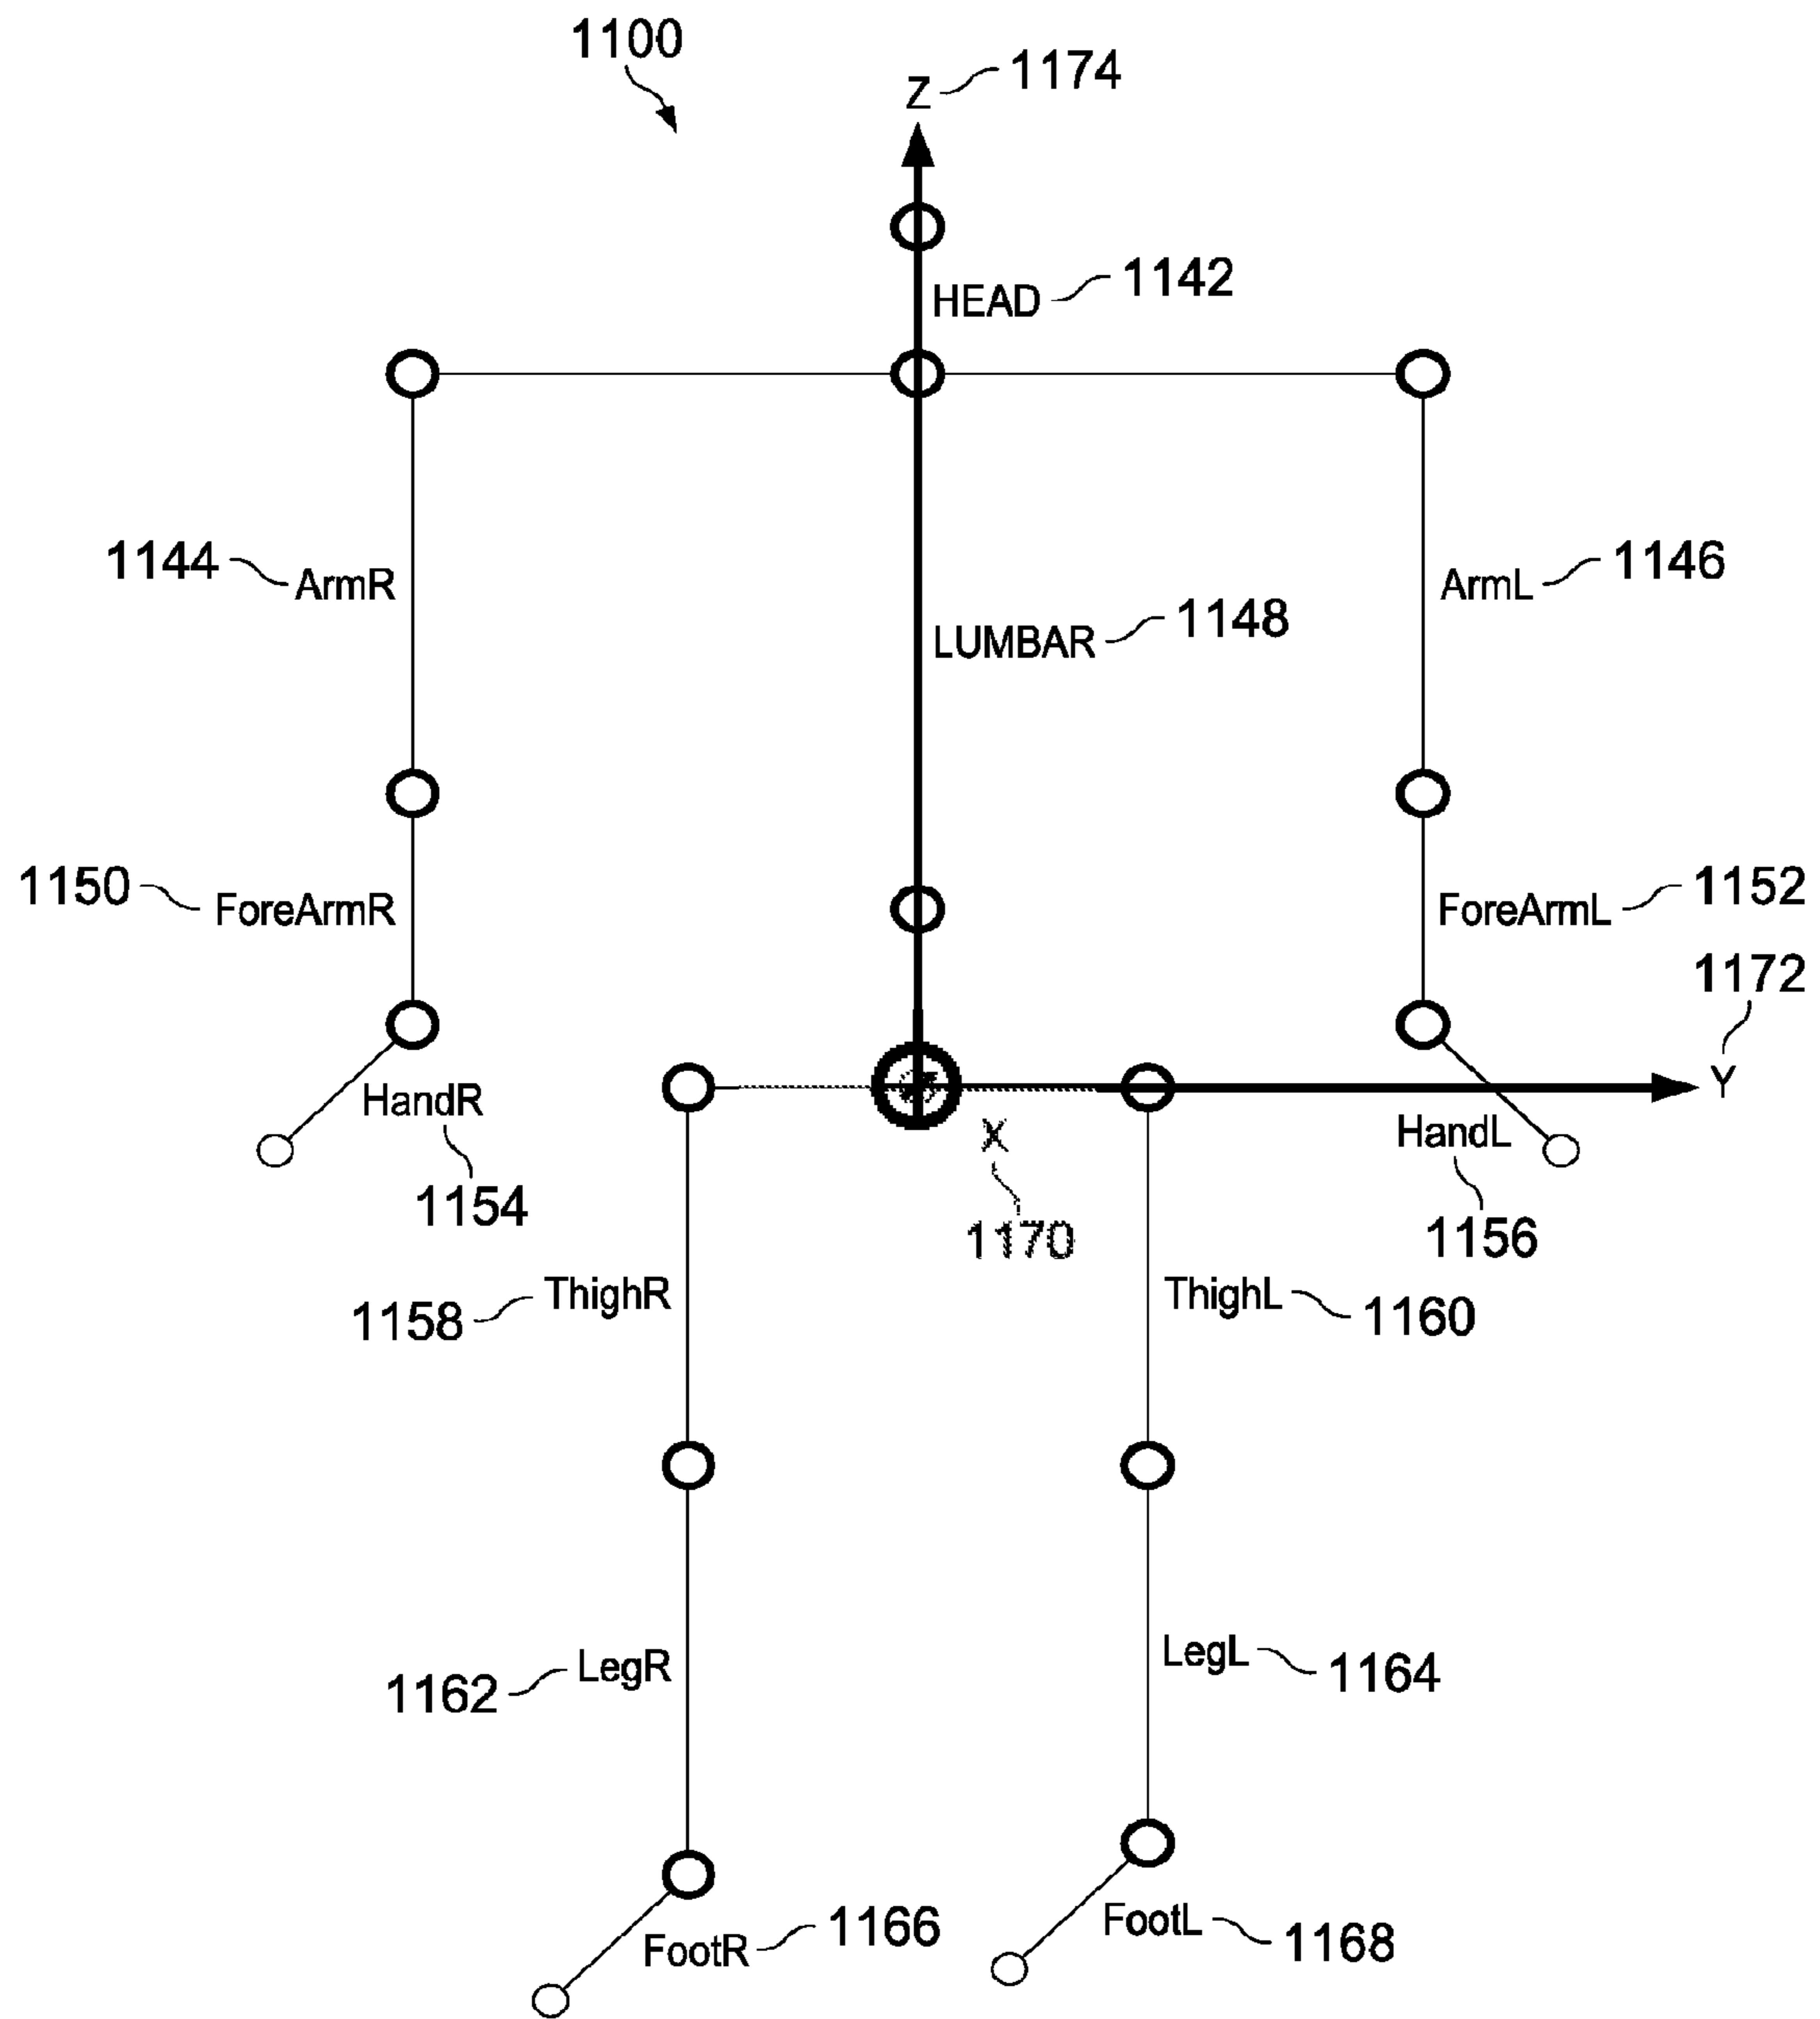 1100
Z 1174
HEAD 1142
1144 ArmR
ArmL 1146
LUMBAR 1148
1150 ForeArmR
ForeArmL 1152
1172
Y
HandR
1154
X
1170
HandL
1156
1158 ThighR
ThighL 1160
1162 LegR
LegL 1164
FootR 1166
FootL 1168